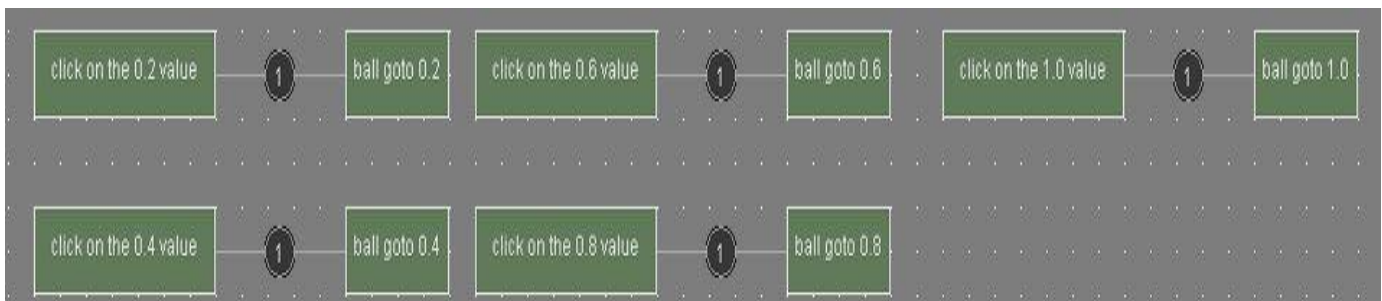 click on the 0.2 value
1
ball goto 0.2
click on the 0.6 value
1
ball goto 0.6
click on the 1.0 value
1
ball goto 1.0
click on the 0.4 value
1
ball goto 0.4
click on the 0.8 value
1
ball goto 0.8